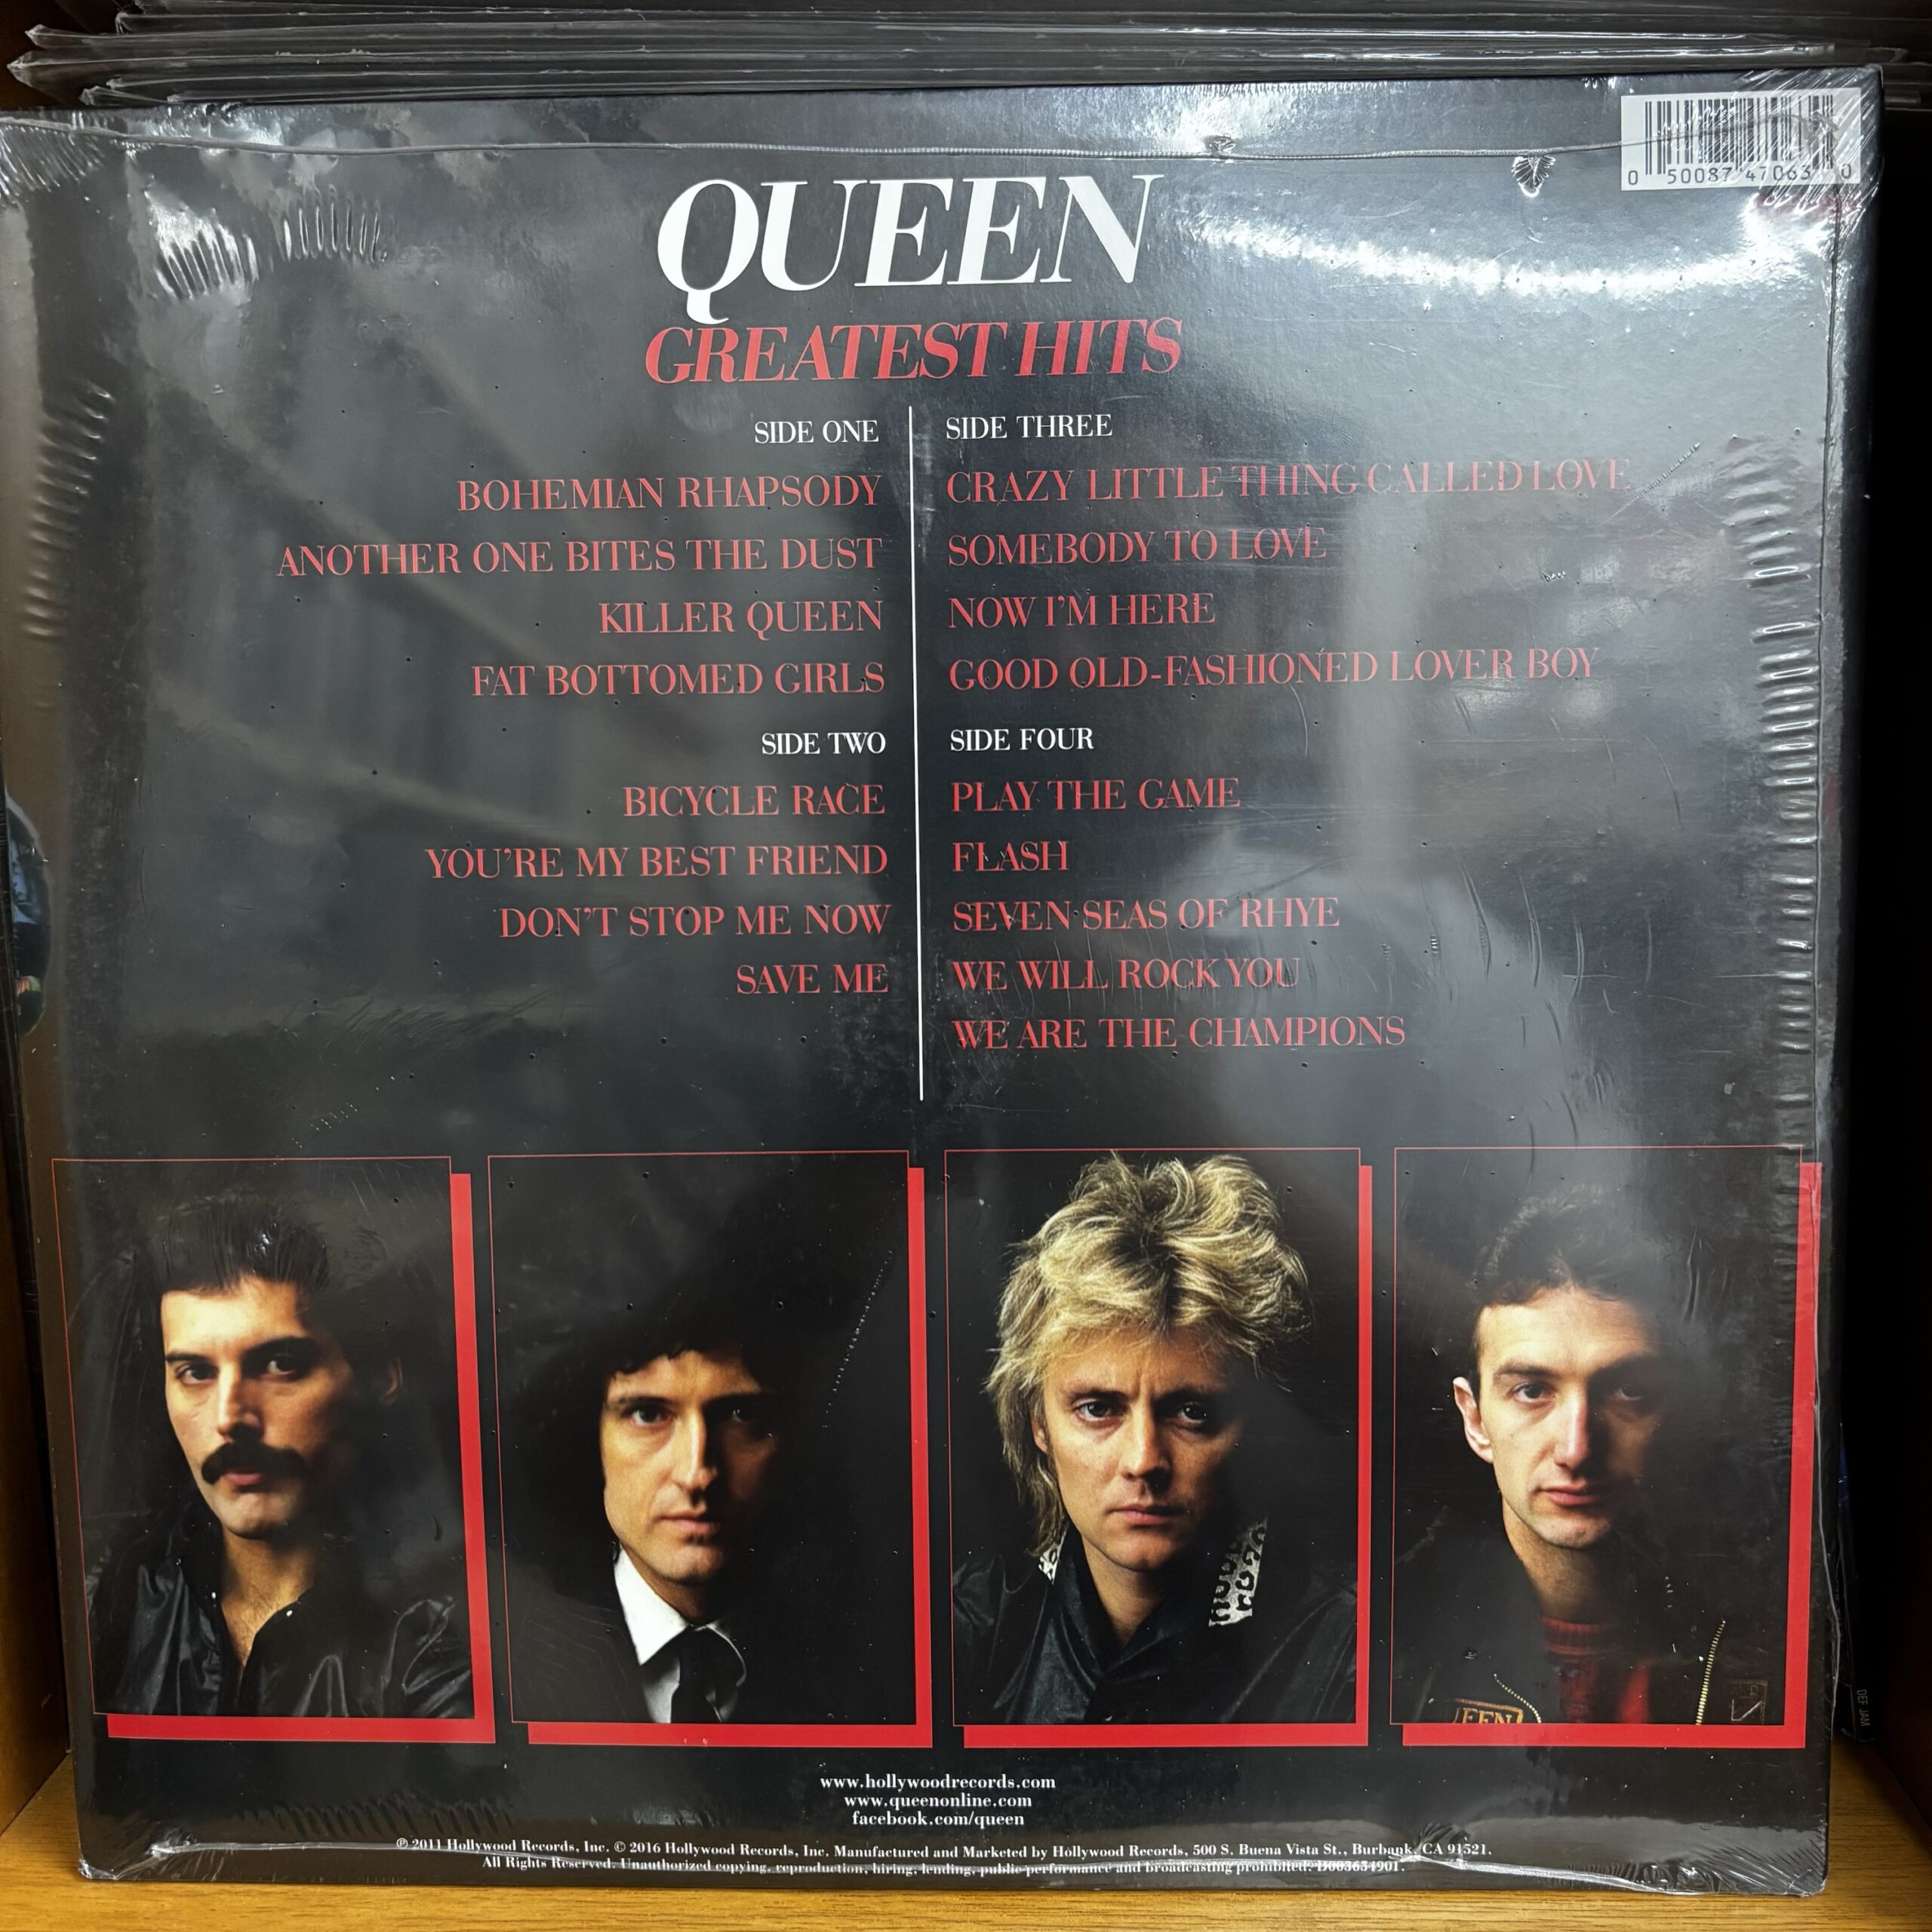 0 50087 47063 0
QUEEN
GREATEST HITS
SIDE ONE
BOHEMIAN RHAPSODY
ANOTHER ONE BITES THE DUST
KILLER QUEEN
FAT BOTTOMED GIRLS
SIDE TWO
BICYCLE RACE
YOU'RE MY BEST FRIEND
DON'T STOP ME NOW
SAVE ME
SIDE THREE
CRAZY LITTLE THING CALLED LOVE
SOMEBODY TO LOVE
NOW I'M HERE
GOOD OLD-FASHIONED LOVER BOY
SIDE FOUR
PLAY THE GAME
FLASH
SEVEN SEAS OF RHYE
WE WILL ROCK YOU
WE ARE THE CHAMPIONS
EEN
www.hollywoodrecords.com
www.queenonline.com
facebook.com/queen
℗ 2011 Hollywood Records, Inc. © 2016 Hollywood Records, Inc. Manufactured and Marketed by Hollywood Records, 500 S. Buena Vista St., Burbank, CA 91521.
All Rights Reserved. Unauthorized copying, reproduction, hiring, lending, public performance and broadcasting prohibited.
DEF JAM